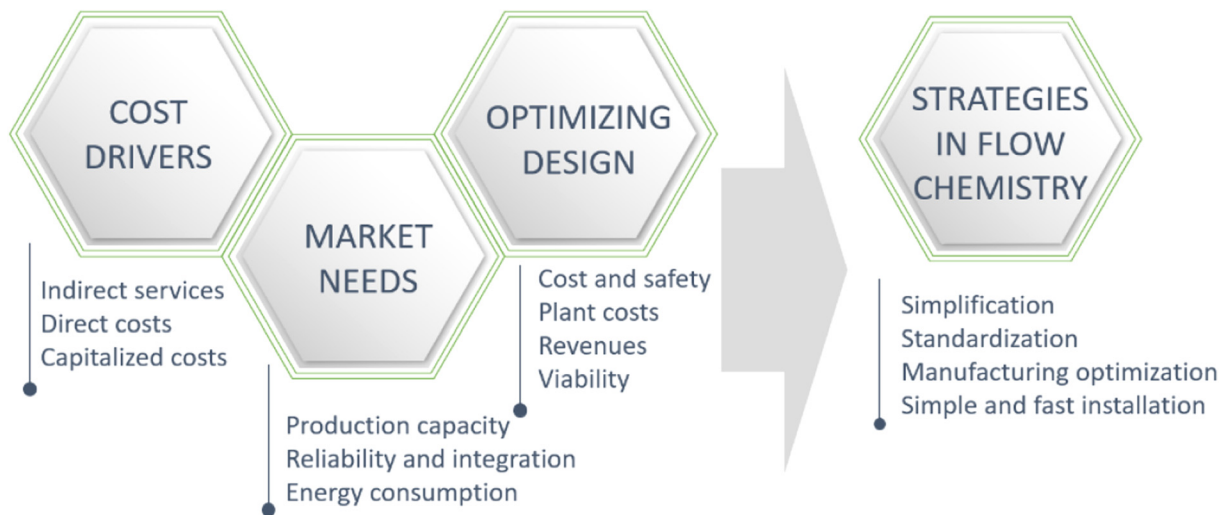 COST
DRIVERS
Indirect services
Direct costs
Capitalized costs
MARKET
NEEDS
Production capacity
Reliability and integration
Energy consumption
OPTIMIZING
DESIGN
Cost and safety
Plant costs
Revenues
Viability
STRATEGIES
IN FLOW
CHEMISTRY
Simplification
Standardization
Manufacturing optimization
Simple and fast installation